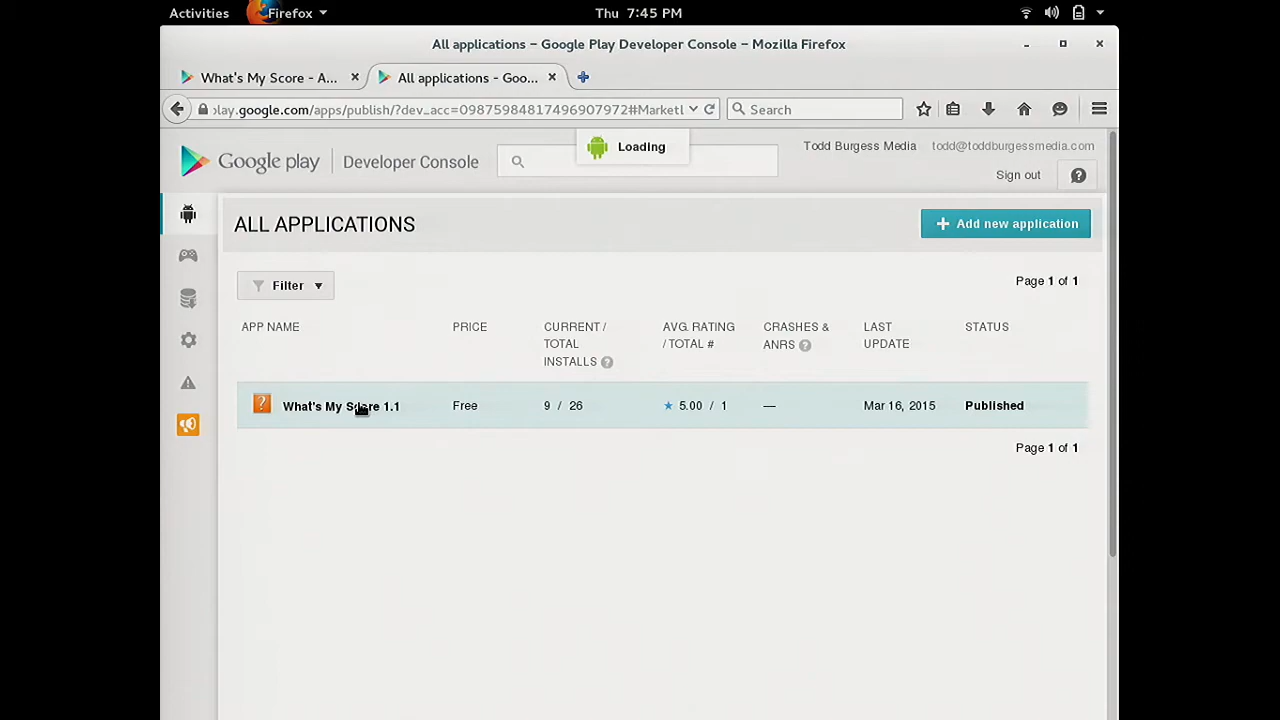 Activities Firefox Thu 7:45 PM
All applications – Google Play Developer Console – Mozilla Firefox
What's My Score - A... All applications - Goo...
play.google.com/apps/publish/?dev_acc=09875984817496907972#Marketl Search
Loading
Google play Developer Console Todd Burgess Media todd@toddburgessmedia.com
Sign out
ALL APPLICATIONS + Add new application
Filter Page 1 of 1
APP NAME PRICE CURRENT / AVG. RATING CRASHES & LAST STATUS
TOTAL / TOTAL # ANRS ? UPDATE
INSTALLS ?
? What's My Score 1.1 Free 9 / 26 ★ 5.00 / 1 — Mar 16, 2015 Published
Page 1 of 1